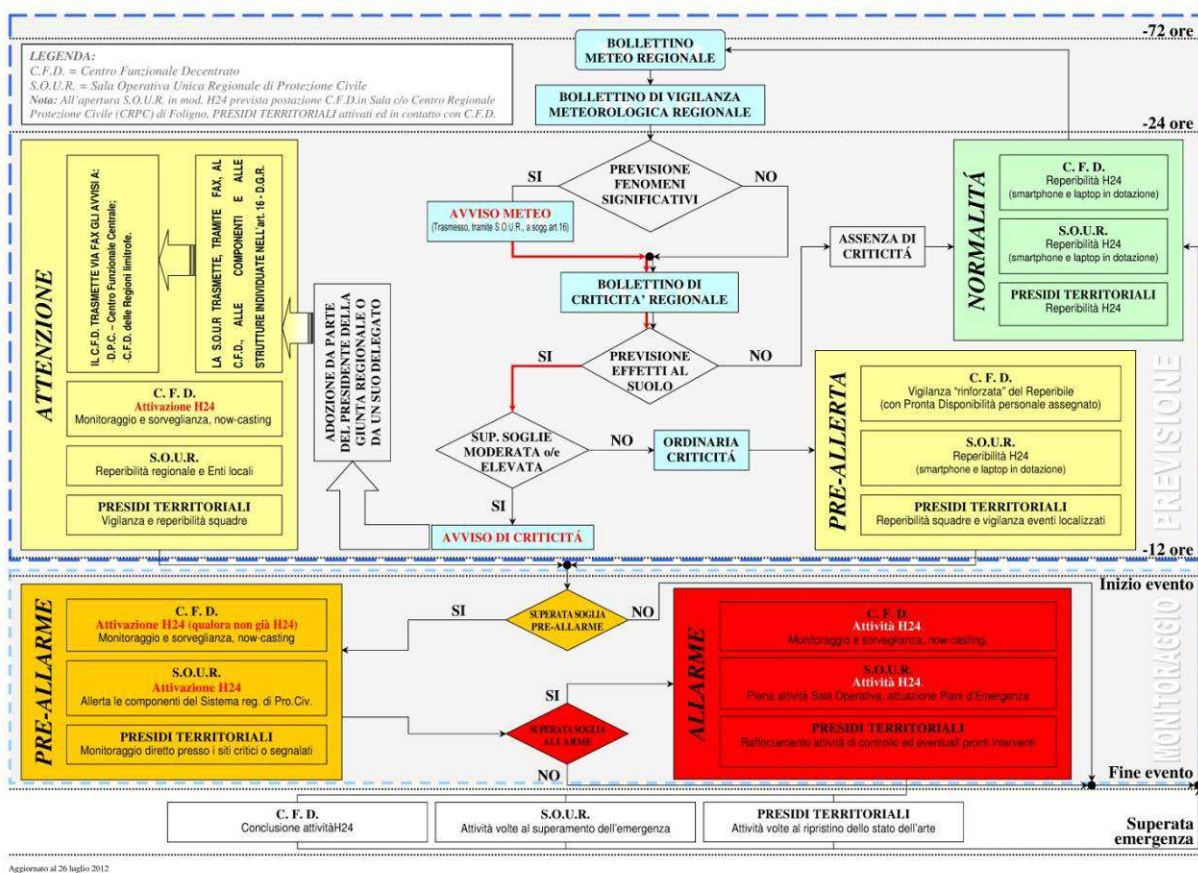 -72 ore
LEGENDA:
C.F.D. = Centro Funzionale Decentrato
S.O.U.R. = Sala Operativa Unica Regionale di Protezione Civile
Nota: All'apertura S.O.U.R. in mod. H24 prevista postazione C.F.D.in Sala c/o Centro Regionale
Protezione Civile (CRPC) di Foligno, PRESIDI TERRITORIALI attivati ed in contatto con C.F.D.
BOLLETTINO
METEO REGIONALE
BOLLETTINO DI VIGILANZA
METEOROLOGICA REGIONALE
-24 ore
PREVISIONE
FENOMENI
SIGNIFICATIVI
SI
NO
AVVISO METEO
(Trasmesso, tramite S.O.U.R., a sogg.art.16)
BOLLETTINO DI
CRITICITA' REGIONALE
PREVISIONE
EFFETTI AL
SUOLO
SI
NO
ASSENZA DI
CRITICITÁ
SUP. SOGLIE
MODERATA o/e
ELEVATA
NO
ORDINARIA
CRITICITÁ
SI
AVVISO DI CRITICITÁ
ADOZIONE DA PARTE
DEL PRESIDENTE DELLA
GIUNTA REGIONALE O
DA UN SUO DELEGATO
ATTENZIONE
IL C.F.D. TRASMETTE VIA FAX GLI AVVISI A:
-D.P.C. – Centro Funzionale Centrale;
-C.F.D. delle Regioni limitrofe.
LA S.O.U.R TRASMETTE, TRAMITE FAX, AL
C.F.D., ALLE COMPONENTI E ALLE
STRUTTURE INDIVIDUATE NELL'art. 16 - D.G.R.
C. F. D.
Attivazione H24
Monitoraggio e sorveglianza, now-casting
S.O.U.R.
Reperibilità regionale e Enti locali
PRESIDI TERRITORIALI
Vigilanza e reperibilità squadre
NORMALITÁ
C. F. D.
Reperibilità H24
(smartphone e laptop in dotazione)
S.O.U.R.
Reperibilità H24
(smartphone e laptop in dotazione)
PRESIDI TERRITORIALI
Reperibilità H24
PRE-ALLERTA
C. F. D.
Vigilanza "rinforzata" del Reperibile
(con Pronta Disponibilità personale assegnato)
S.O.U.R.
Reperibilità H24
(smartphone e laptop in dotazione)
PRESIDI TERRITORIALI
Reperibilità squadre e vigilanza eventi localizzati
PREVISIONE
-12 ore
Inizio evento
PRE-ALLARME
C. F. D.
Attivazione H24 (qualora non già H24)
Monitoraggio e sorveglianza, now-casting
S.O.U.R.
Attivazione H24
Allerta le componenti del Sistema reg. di Pro.Civ.
PRESIDI TERRITORIALI
Monitoraggio diretto presso i siti critici o segnalati
SI
SUPERATA SOGLIA
PRE-ALLARME
NO
SI
SUPERATA SOGLIA
ALLARME
NO
ALLARME
C. F. D.
Attività H24
Monitoraggio e sorveglianza, now-casting.
S.O.U.R.
Attività H24
Piena attività Sala Operativa, attuazione Piani d'Emergenza
PRESIDI TERRITORIALI
Rafforzamento attività di controllo ed eventuali pronti interventi
MONITORAGGIO
Fine evento
C. F. D.
Conclusione attivitàH24
S.O.U.R.
Attività volte al superamento dell'emergenza
PRESIDI TERRITORIALI
Attività volte al ripristino dello stato dell'arte
Superata
emergenza
Aggiornato al 26 luglio 2012